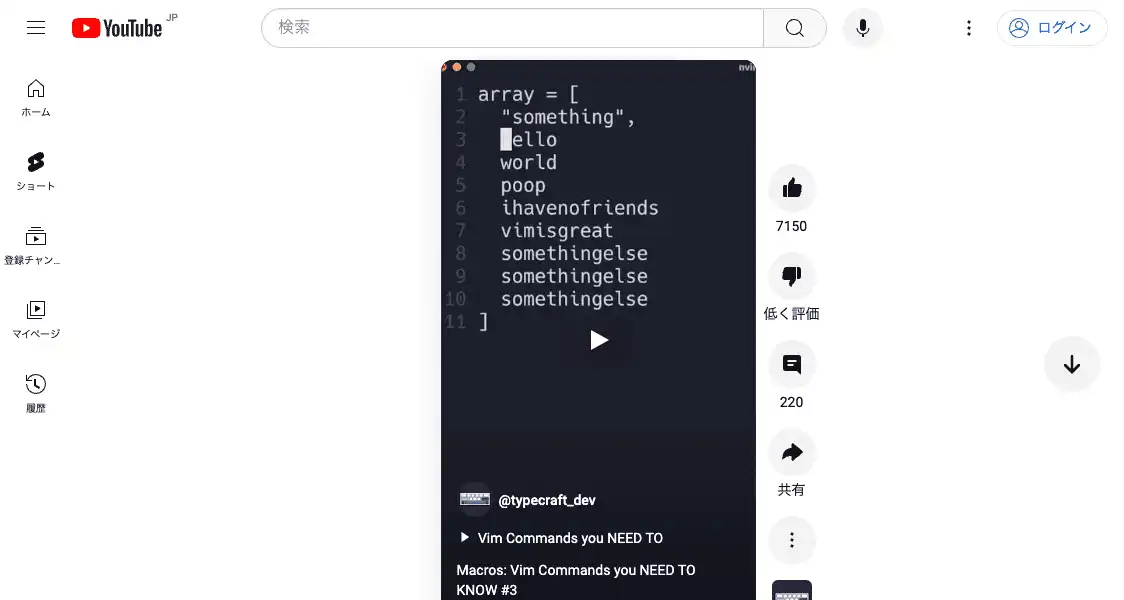 YouTube JP
検索
ログイン
ホーム
ショート
登録チャン...
マイページ
履歴
1 array = [
2 "something",
3 ello
4 world
5 poop
6 ihavenofriends
7 vimisgreat
8 somethingelse
9 somethingelse
10 somethingelse
11 ]
@typecraft_dev
Vim Commands you NEED TO
Macros: Vim Commands you NEED TO
KNOW #3
7150
低く評価
220
共有